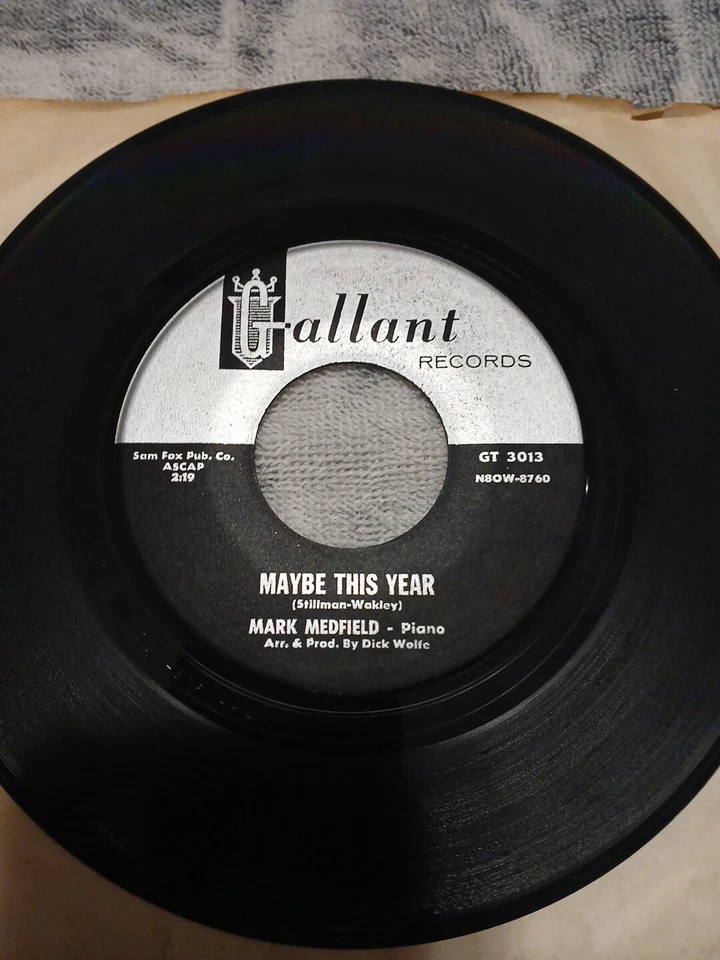 Gallant
RECORDS
Sam Fox Pub. Co.
ASCAP
2:19
GT 3013
N8OW-8760
MAYBE THIS YEAR
(Stillman-Wakley)
MARK MEDFIELD - Piano
Arr. & Prod. By Dick Wolfe